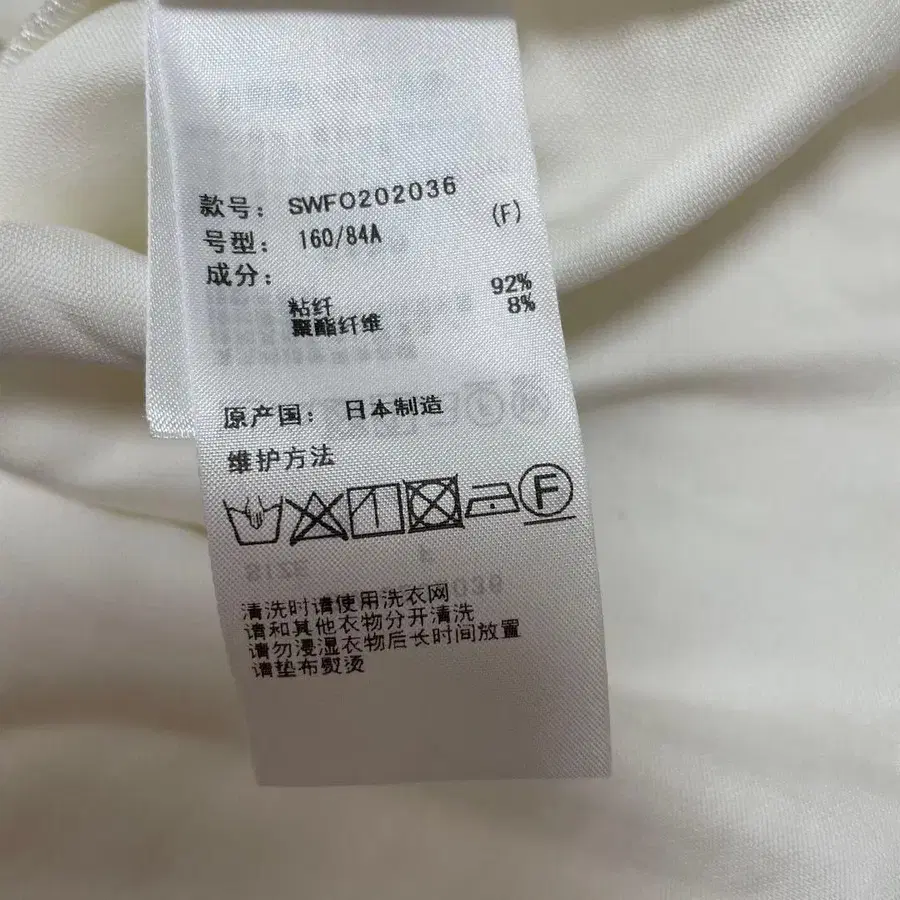 款号: SWFO202036
号型: 160/84A (F)
成分:
粘纤 92%
聚酯纤维 8%
原产国: 日本制造
维护方法
F
SIZE F
清洗时请使用洗衣网
请和其他衣物分开清洗
请勿浸湿衣物后长时间放置
请垫布熨烫